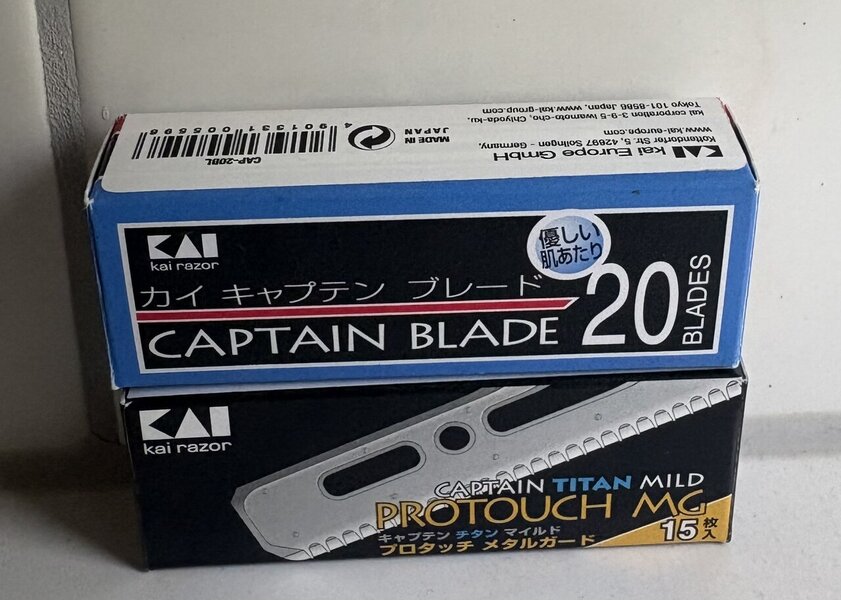 kai corporation 3-9-5 Iwamoto-cho, Chiyoda-ku.
Tokyo 101-8586 Japan, www.kai-group.com
KAI kai Europe GmbH
Kottendorfer Str. 5, 42697 Solingen - Germany.
www.kai-europe.com
MADE IN
JAPAN
CAP-20BL
4901331005596
KAI
kai razor
優しい
肌あたり
カイ キャプテン ブレード
CAPTAIN BLADE
20
BLADES
KAI
kai razor
CAPTAIN TITAN MILD
PROTOUCH MG
キャプテン チタン マイルド
プロタッチ メタルガード
15枚入